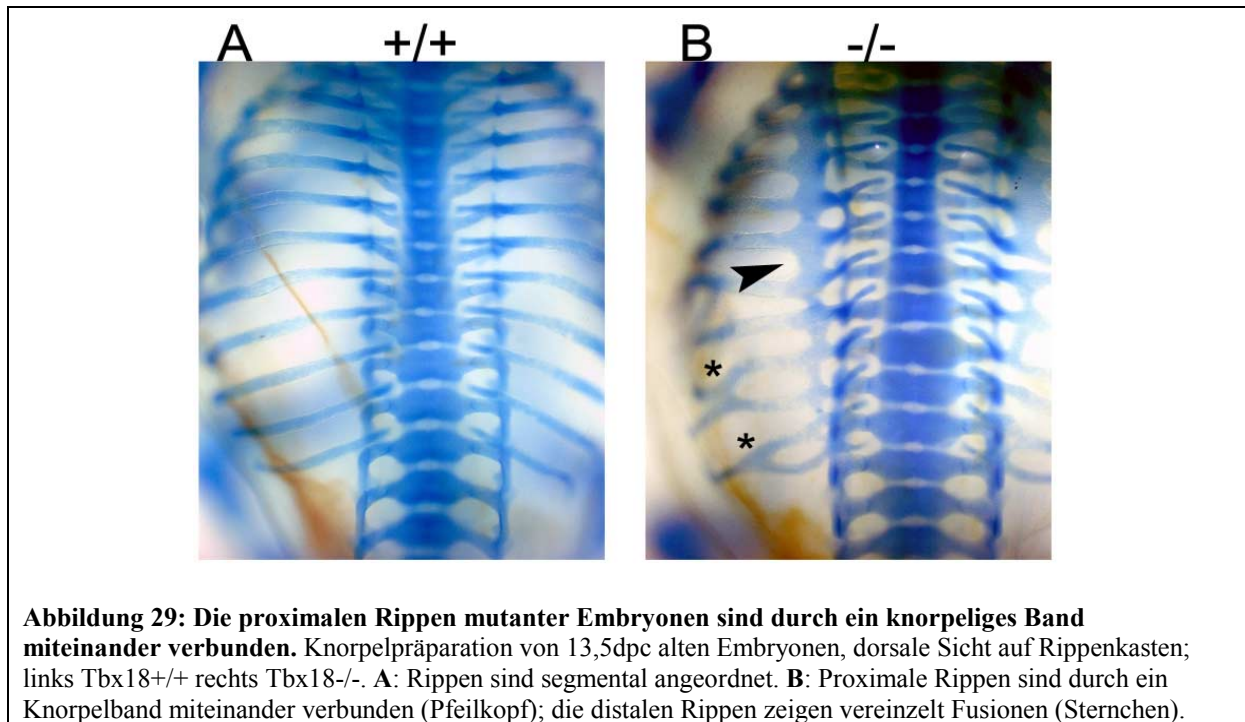 A +/+ B -/-
*
*
Abbildung 29: Die proximalen Rippen mutanter Embryonen sind durch ein knorpeliges Band
miteinander verbunden. Knorpelpräparation von 13,5dpc alten Embryonen, dorsale Sicht auf Rippenkasten;
links Tbx18+/+ rechts Tbx18-/-. A: Rippen sind segmental angeordnet. B: Proximale Rippen sind durch ein
Knorpelband miteinander verbunden (Pfeilkopf); die distalen Rippen zeigen vereinzelt Fusionen (Sternchen).